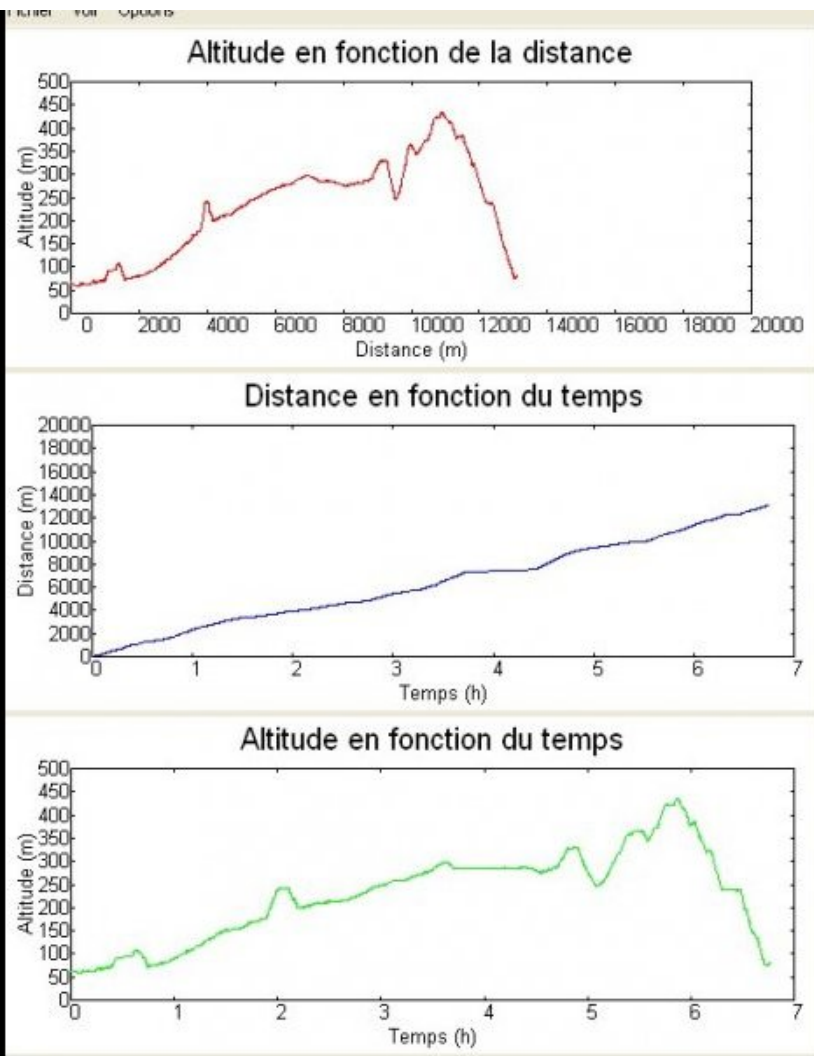 Fichier Voir Options
Altitude en fonction de la distance
500
450
400
350
300
250
200
150
100
50
0
Altitude (m)
0 2000 4000 6000 8000 10000 12000 14000 16000 18000 20000
Distance (m)
Distance en fonction du temps
20000
18000
16000
14000
12000
10000
8000
6000
4000
2000
0
Distance (m)
0 1 2 3 4 5 6 7
Temps (h)
Altitude en fonction du temps
500
450
400
350
300
250
200
150
100
50
0
Altitude (m)
0 1 2 3 4 5 6 7
Temps (h)